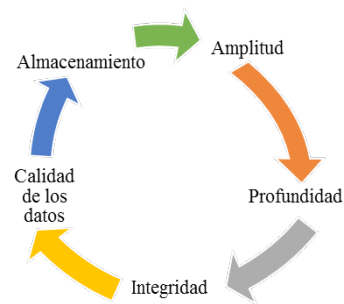 Amplitud
Almacenamiento
Profundidad
Calidad
de los
datos
Integridad